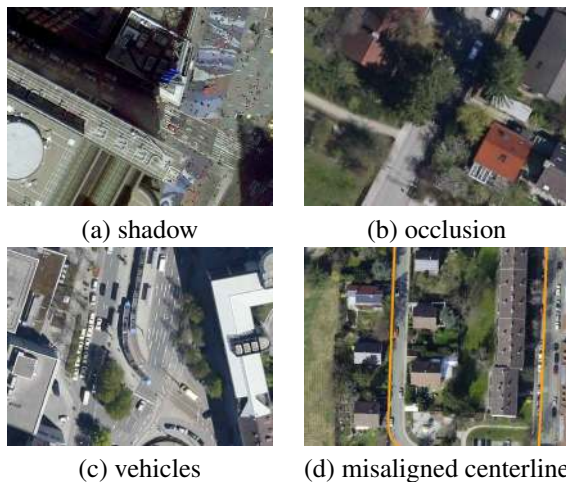 (a) shadow
(b) occlusion
(c) vehicles
(d) misaligned centerline